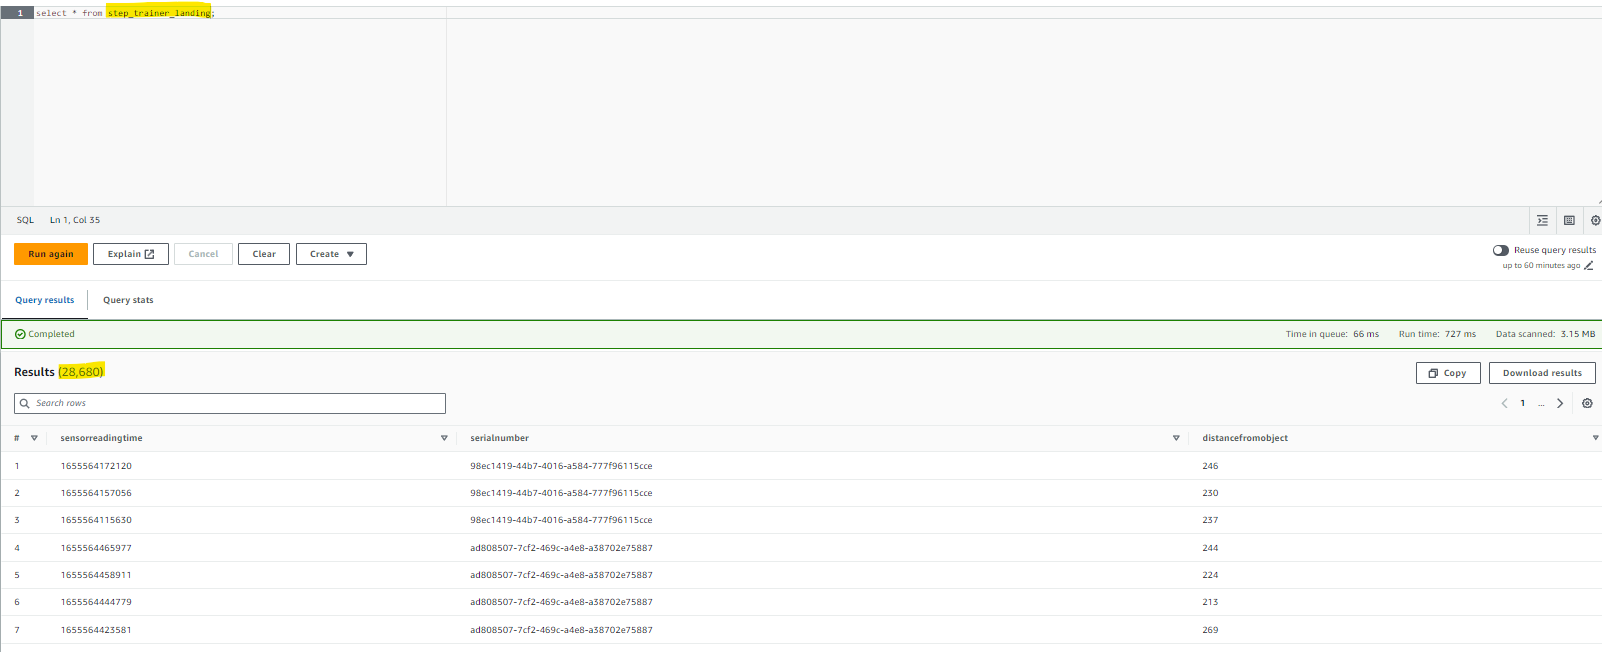 1 select * from step_trainer_landing;
SQL Ln 1, Col 35
Run again Explain Cancel Clear Create Reuse query results
up to 60 minutes ago
Query results Query stats
Completed Time in queue: 66 ms Run time: 727 ms Data scanned: 3.15 MB
Results (28,680) Copy Download results
Search rows 1 ...
# sensorreadingtime serialnumber distancefromobject
1 1655564172120 98ec1419-44b7-4016-a584-777f96115cce 246
2 1655564157056 98ec1419-44b7-4016-a584-777f96115cce 230
3 1655564115630 98ec1419-44b7-4016-a584-777f96115cce 237
4 1655564465977 ad808507-7cf2-469c-a4e8-a38702e75887 244
5 1655564458911 ad808507-7cf2-469c-a4e8-a38702e75887 224
6 1655564444779 ad808507-7cf2-469c-a4e8-a38702e75887 213
7 1655564423581 ad808507-7cf2-469c-a4e8-a38702e75887 269